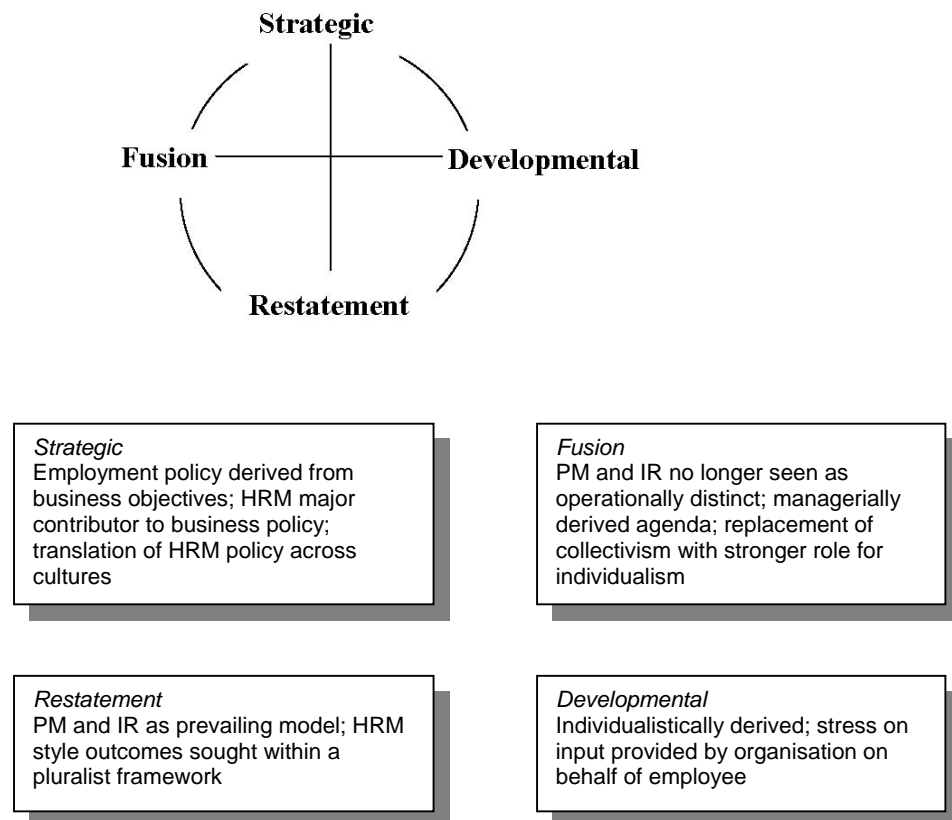 Strategic
Fusion
Developmental
Restatement
Strategic
Employment policy derived from
business objectives; HRM major
contributor to business policy;
translation of HRM policy across
cultures
Fusion
PM and IR no longer seen as
operationally distinct; managerially
derived agenda; replacement of
collectivism with stronger role for
individualism
Restatement
PM and IR as prevailing model; HRM
style outcomes sought within a
pluralist framework
Developmental
Individualistically derived; stress on
input provided by organisation on
behalf of employee